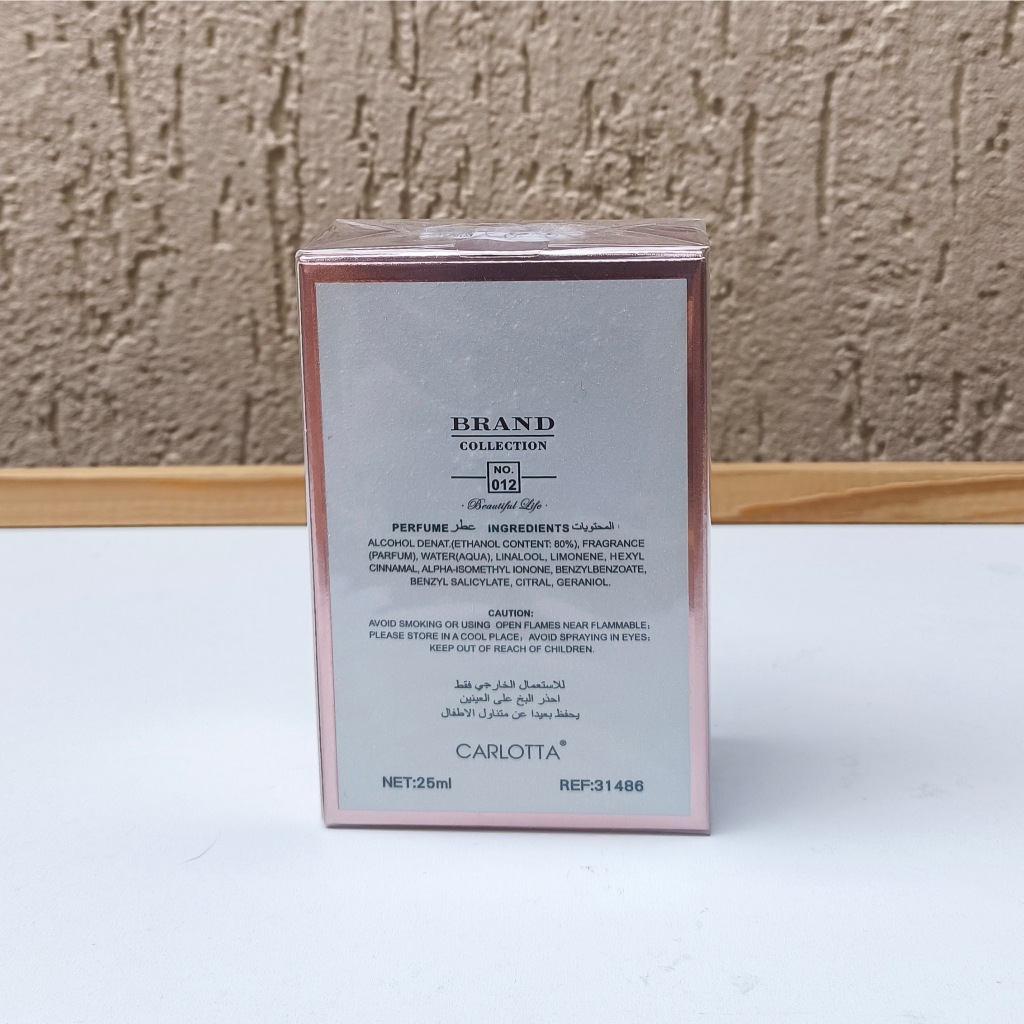 BRAND
COLLECTION
NO.
012
· Beautiful Life ·
PERFUME عطر INGREDIENTS المحتويات
ALCOHOL DENAT.(ETHANOL CONTENT: 80%), FRAGRANCE
(PARFUM), WATER(AQUA), LINALOOL, LIMONENE, HEXYL
CINNAMAL, ALPHA-ISOMETHYL IONONE, BENZYLBENZOATE,
BENZYL SALICYLATE, CITRAL, GERANIOL.
CAUTION:
AVOID SMOKING OR USING OPEN FLAMES NEAR FLAMMABLE;
PLEASE STORE IN A COOL PLACE; AVOID SPRAYING IN EYES;
KEEP OUT OF REACH OF CHILDREN.
للاستعمال الخارجي فقط
احذر البخ على العينين
يحفظ بعيدا عن متناول الاطفال
CARLOTTA®
NET:25ml REF:31486